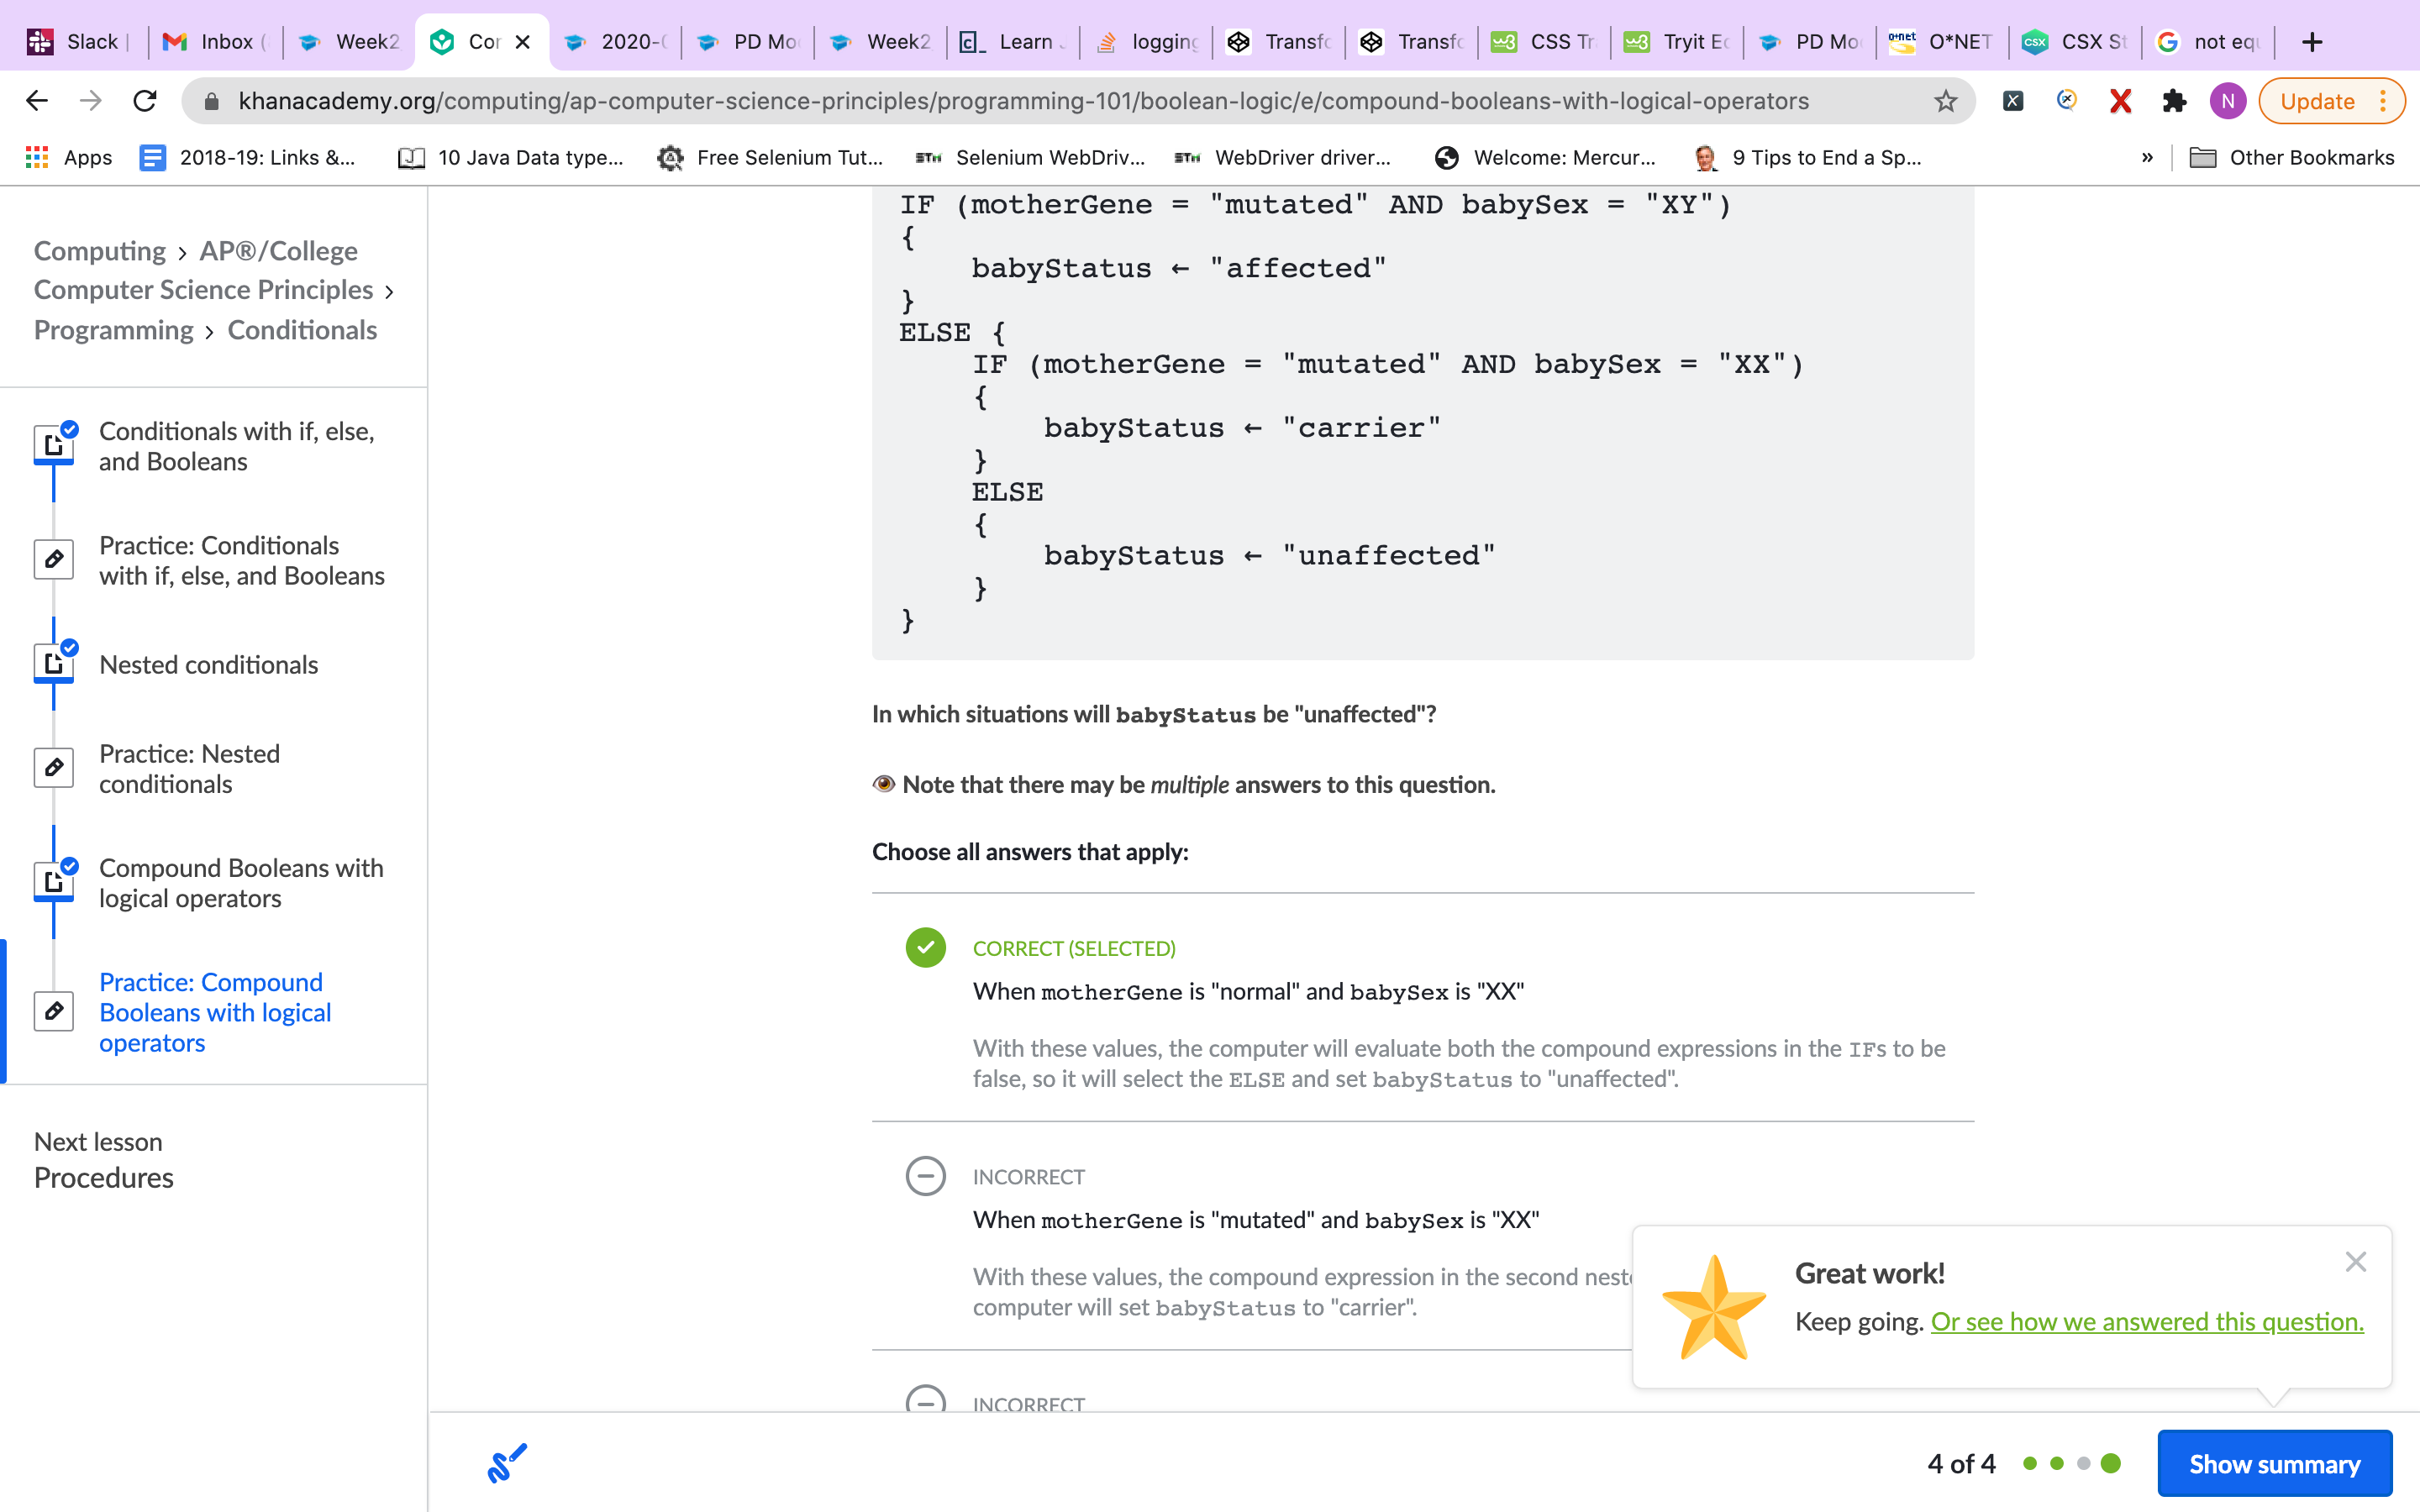 Slack
Inbox (
Week2
Cor
2020-0
PD Mo
Week2
Learn J
logging
Transfo
Transfo
CSS Tr
Tryit Ed
PD Mo
O*NET
CSX St
not equ
khanacademy.org/computing/ap-computer-science-principles/programming-101/boolean-logic/e/compound-booleans-with-logical-operators
N
Update
Apps
2018-19: Links &...
10 Java Data type...
Free Selenium Tut...
Selenium WebDriv...
WebDriver driver...
Welcome: Mercur...
9 Tips to End a Sp...
»
Other Bookmarks
Computing › AP®/College
Computer Science Principles ›
Programming › Conditionals
Conditionals with if, else,
and Booleans
Practice: Conditionals
with if, else, and Booleans
Nested conditionals
Practice: Nested
conditionals
Compound Booleans with
logical operators
Practice: Compound
Booleans with logical
operators
Next lesson
Procedures
IF (motherGene = "mutated" AND babySex = "XY")
{
babyStatus ← "affected"
}
ELSE {
IF (motherGene = "mutated" AND babySex = "XX")
{
babyStatus ← "carrier"
}
ELSE
{
babyStatus ← "unaffected"
}
}
In which situations will babyStatus be "unaffected"?
Note that there may be multiple answers to this question.
Choose all answers that apply:
CORRECT (SELECTED)
When motherGene is "normal" and babySex is "XX"
With these values, the computer will evaluate both the compound expressions in the IFs to be
false, so it will select the ELSE and set babyStatus to "unaffected".
INCORRECT
When motherGene is "mutated" and babySex is "XX"
With these values, the compound expression in the second neste
computer will set babyStatus to "carrier".
INCORRECT
Great work!
Keep going. Or see how we answered this question.
4 of 4
Show summary